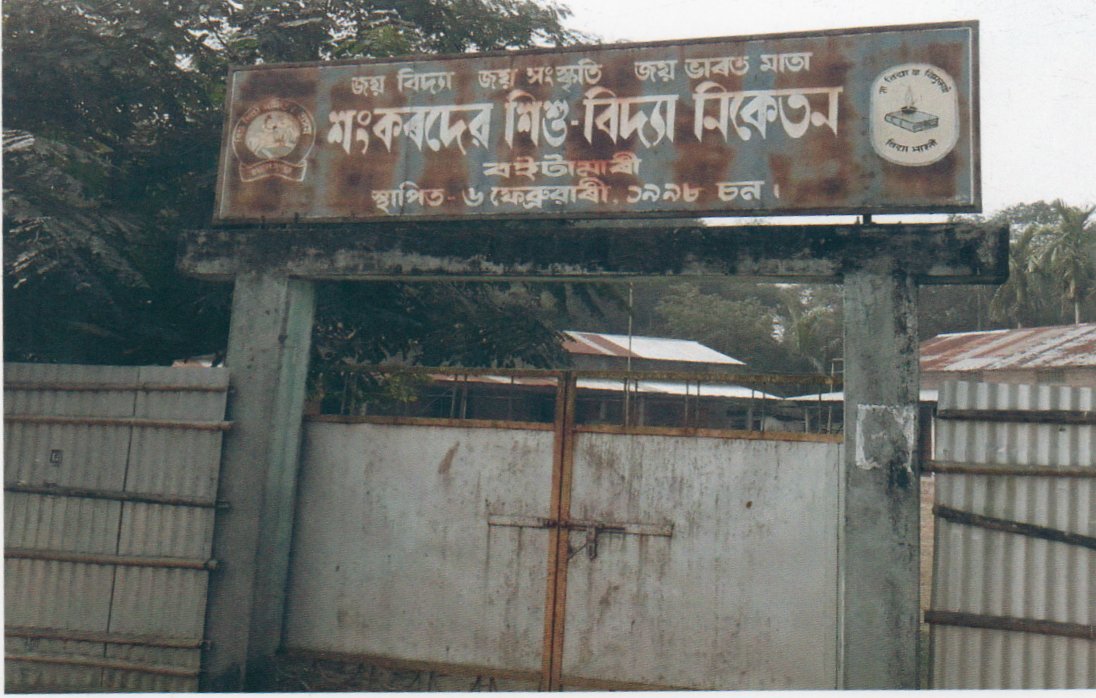 জয় বিদ্যা জয় সংস্কৃতি জয় ভাৰত মাতা
শংকৰদেৱ শিশু-বিদ্যা নিকেতন
বইটামাৰী
স্থাপিত- ৬ ফেব্ৰুৱাৰী, ১৯৯৮ চন।